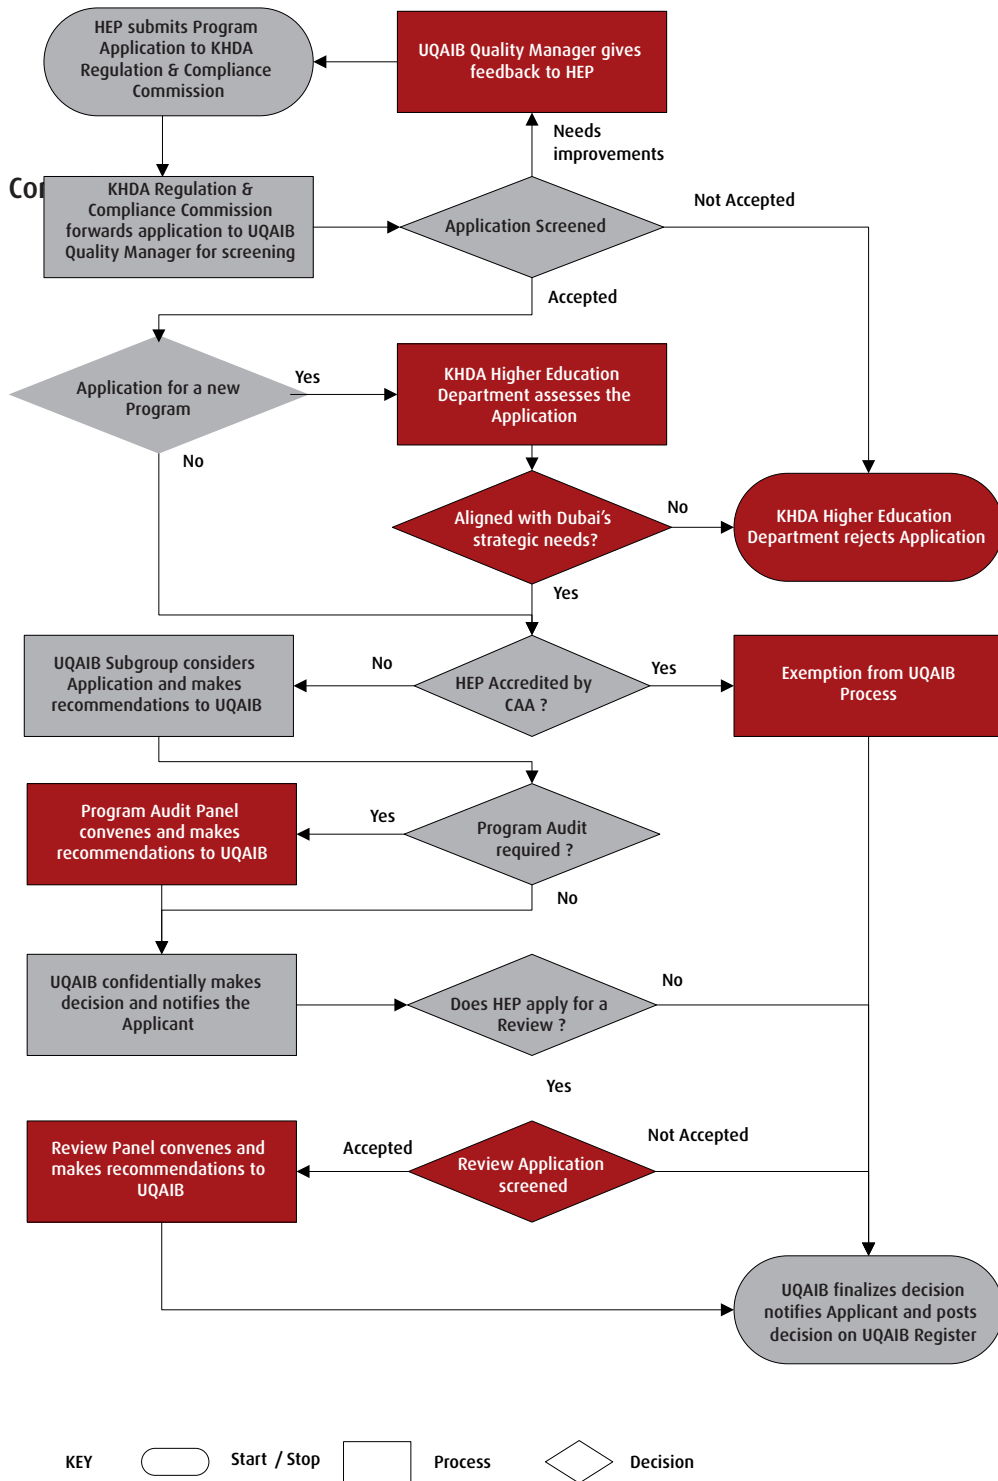 HEP submits Program
Application to KHDA
Regulation & Compliance
Commission
UQAIB Quality Manager gives
feedback to HEP
Needs
improvements
KHDA Regulation &
Compliance Commission
forwards application to UQAIB
Quality Manager for screening
Application Screened
Not Accepted
Accepted
Application for a new
Program
Yes
KHDA Higher Education
Department assesses the
Application
No
Aligned with Dubai's
strategic needs?
No
KHDA Higher Education
Department rejects Application
Yes
UQAIB Subgroup considers
Application and makes
recommendations to UQAIB
No
HEP Accredited by
CAA ?
Yes
Exemption from UQAIB
Process
Program Audit Panel
convenes and makes
recommendations to UQAIB
Yes
Program Audit
required ?
No
UQAIB confidentially makes
decision and notifies the
Applicant
Does HEP apply for a
Review ?
No
Yes
Review Panel convenes and
makes recommendations to
UQAIB
Accepted
Review Application
screened
Not Accepted
UQAIB finalizes decision
notifies Applicant and posts
decision on UQAIB Register
KEY
Start / Stop
Process
Decision